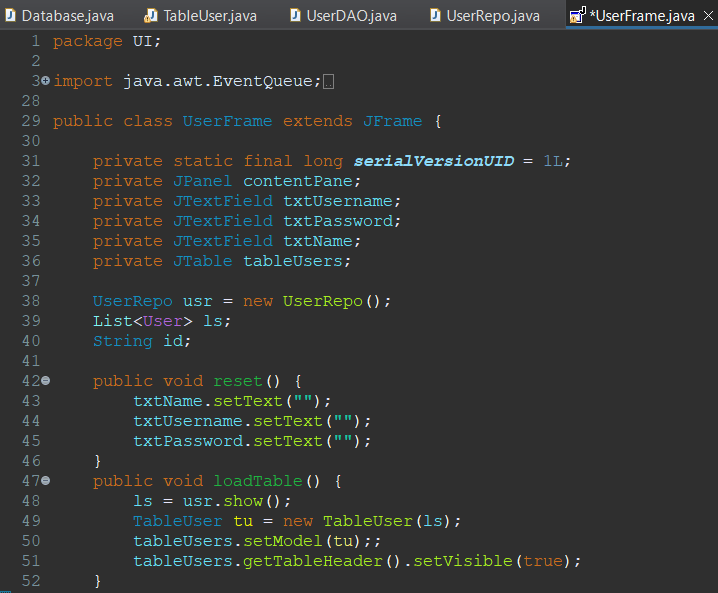 Database.java TableUser.java UserDAO.java UserRepo.java *UserFrame.java
1 package UI;
2
3 import java.awt.EventQueue;
28
29 public class UserFrame extends JFrame {
30
31     private static final long serialVersionUID = 1L;
32     private JPanel contentPane;
33     private JTextField txtUsername;
34     private JTextField txtPassword;
35     private JTextField txtName;
36     private JTable tableUsers;
37
38     UserRepo usr = new UserRepo();
39     List<User> ls;
40     String id;
41
42     public void reset() {
43         txtName.setText("");
44         txtUsername.setText("");
45         txtPassword.setText("");
46     }
47     public void loadTable() {
48         ls = usr.show();
49         TableUser tu = new TableUser(ls);
50         tableUsers.setModel(tu);;
51         tableUsers.getTableHeader().setVisible(true);
52     }